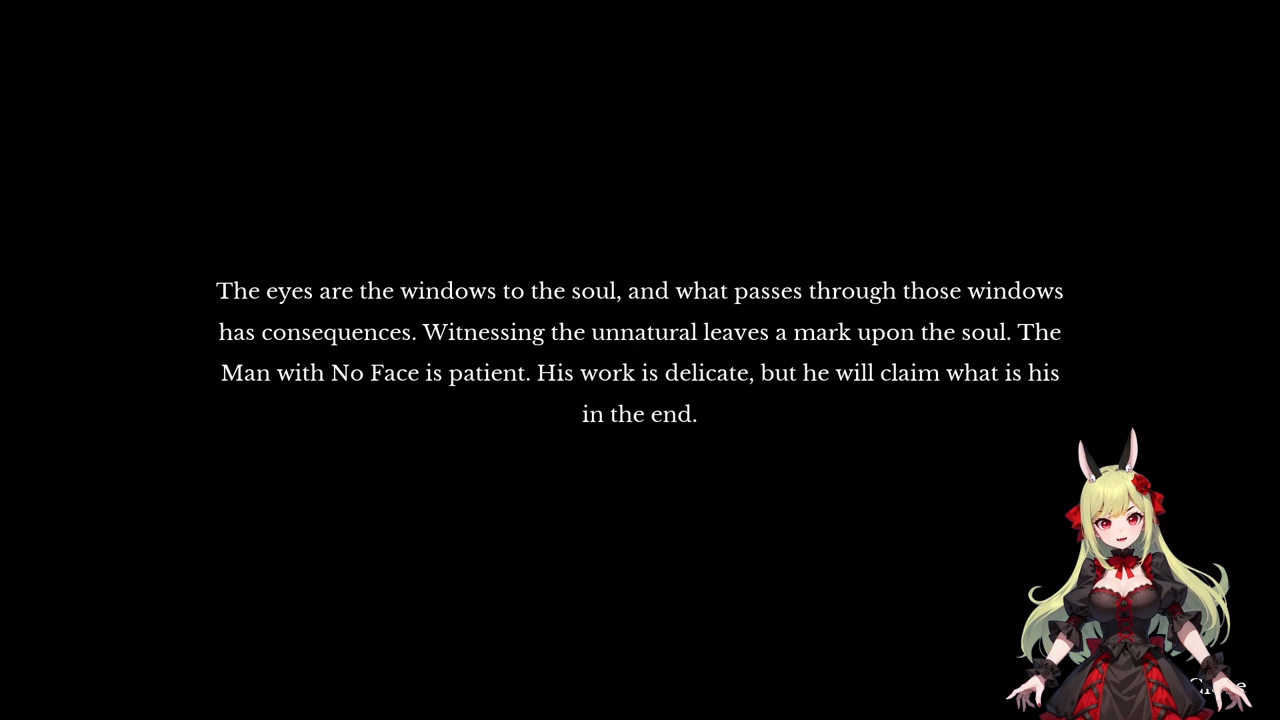 The eyes are the windows to the soul, and what passes through those windows
has consequences. Witnessing the unnatural leaves a mark upon the soul. The
Man with No Face is patient. His work is delicate, but he will claim what is his
in the end.